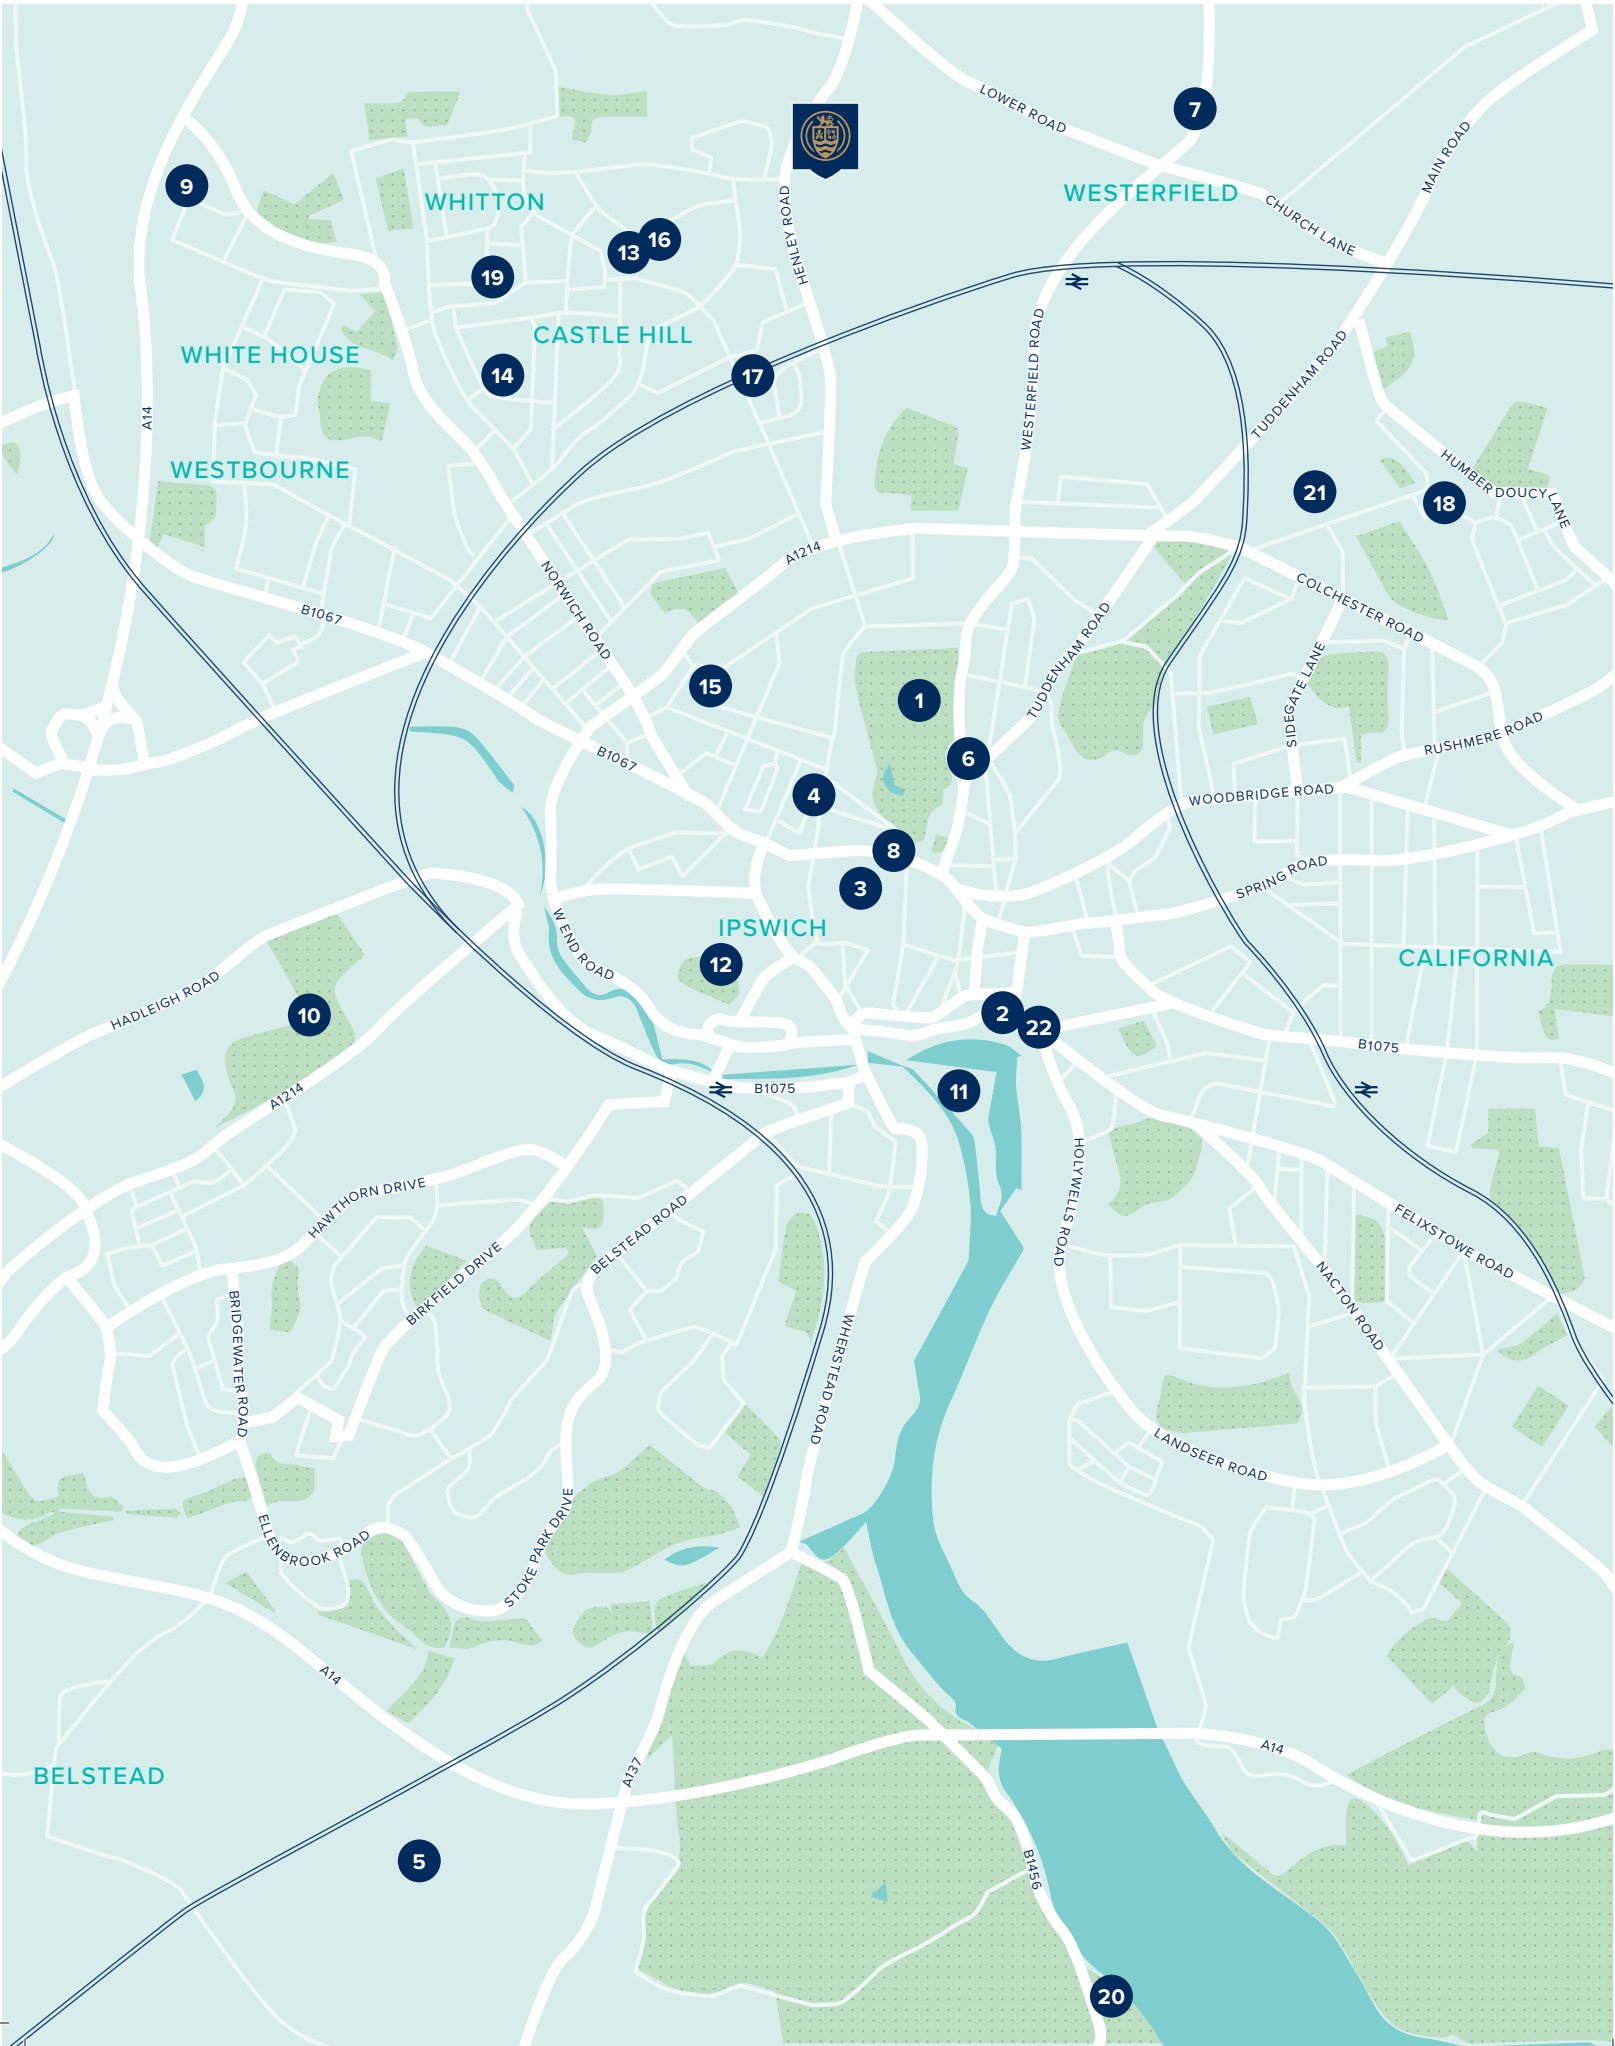 LOWER ROAD
7
MAIN ROAD
9
WHITTON
WESTERFIELD
CHURCH LANE
HENLEY ROAD
16
13
19
CASTLE HILL
WHITE HOUSE
14
17
WESTERFIELD ROAD
TUDDENHAM ROAD
A14
WESTBOURNE
HUMBER DOUCY LANE
21
18
A1214
NORWICH ROAD
B1067
COLCHESTER ROAD
TUDDENHAM ROAD
SIDEGATE LANE
15
1
RUSHMERE ROAD
B1067
6
4
WOODBRIDGE ROAD
8
3
SPRING ROAD
IPSWICH
W END ROAD
12
CALIFORNIA
HADLEIGH ROAD
10
2
22
B1075
A1214
B1075
11
HOLYWELLS ROAD
HAWTHORN DRIVE
BELSTEAD ROAD
FELIXSTOWE ROAD
BIRKFIELD DRIVE
NACTON ROAD
BRIDGEWATER ROAD
WHERSTEAD ROAD
LANDSEER ROAD
ELLENBROOK ROAD
STOKE PARK DRIVE
A14
A14
BELSTEAD
A137
5
B1456
20